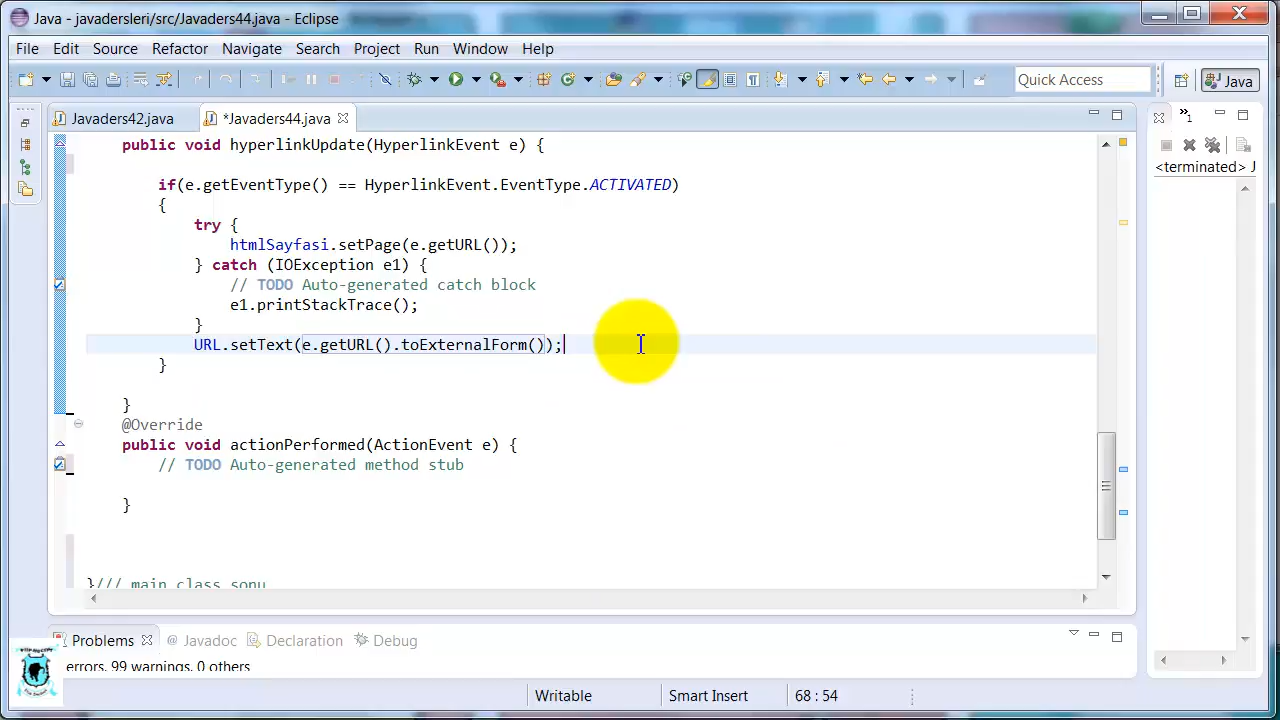 Java - javadersleri/src/Javaders44.java - Eclipse
File Edit Source Refactor Navigate Search Project Run Window Help
Quick Access
Java
Javaders42.java
*Javaders44.java
»1
public void hyperlinkUpdate(HyperlinkEvent e) {
<terminated> J
if(e.getEventType() == HyperlinkEvent.EventType.ACTIVATED)
{
try {
htmlSayfasi.setPage(e.getURL());
} catch (IOException e1) {
// TODO Auto-generated catch block
e1.printStackTrace();
}
URL.setText(e.getURL().toExternalForm());
}
}
@Override
public void actionPerformed(ActionEvent e) {
// TODO Auto-generated method stub
}
}/// main class sonu
Problems @ Javadoc Declaration Debug
errors, 99 warnings, 0 others
Writable
Smart Insert
68 : 54